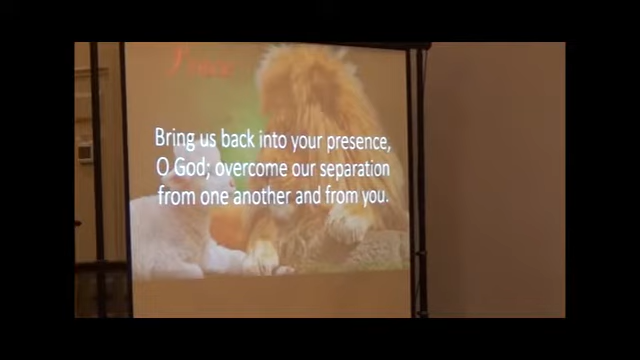 Bring us back into your presence,
O God; overcome our separation
from one another and from you.